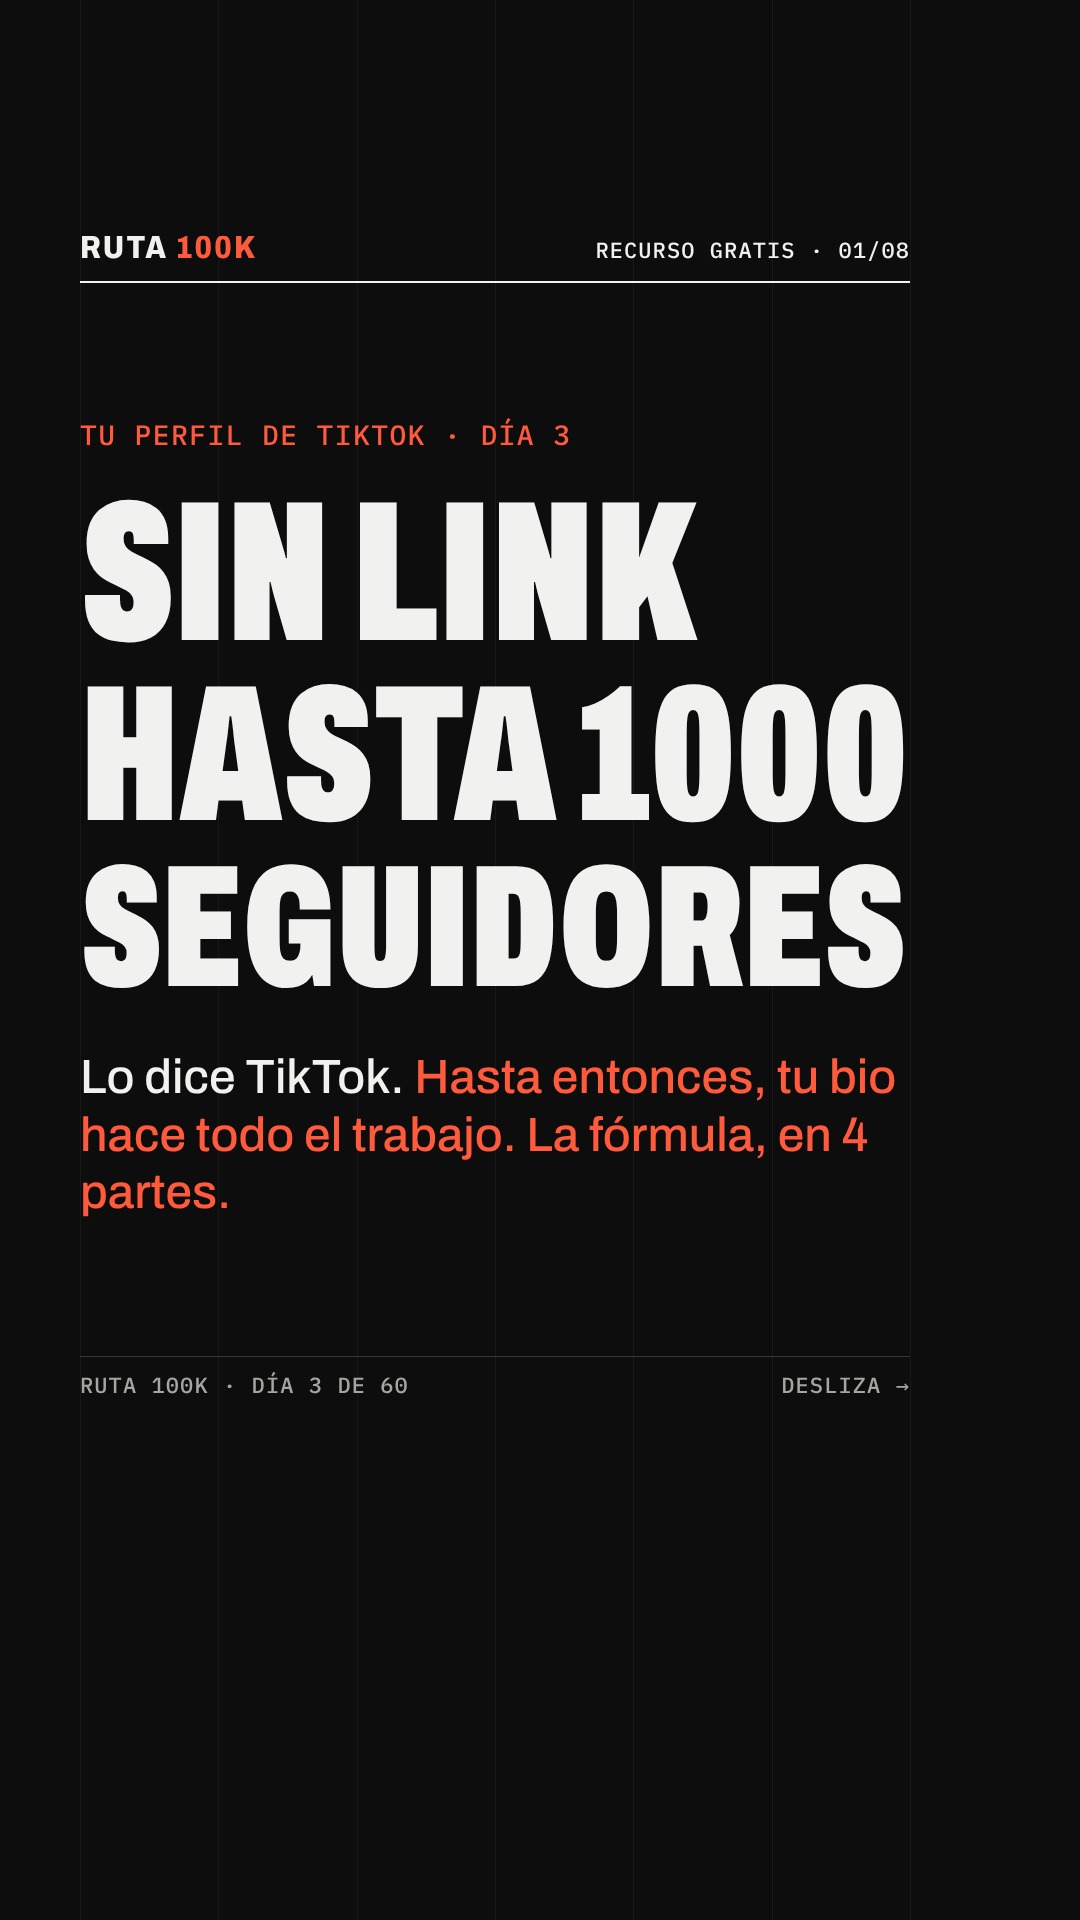 RUTA 100K
RECURSO GRATIS · 01/08
TU PERFIL DE TIKTOK · DÍA 3
SIN LINK
HASTA 1000
SEGUIDORES
Lo dice TikTok. Hasta entonces, tu bio
hace todo el trabajo. La fórmula, en 4
partes.
RUTA 100K · DÍA 3 DE 60
DESLIZA →